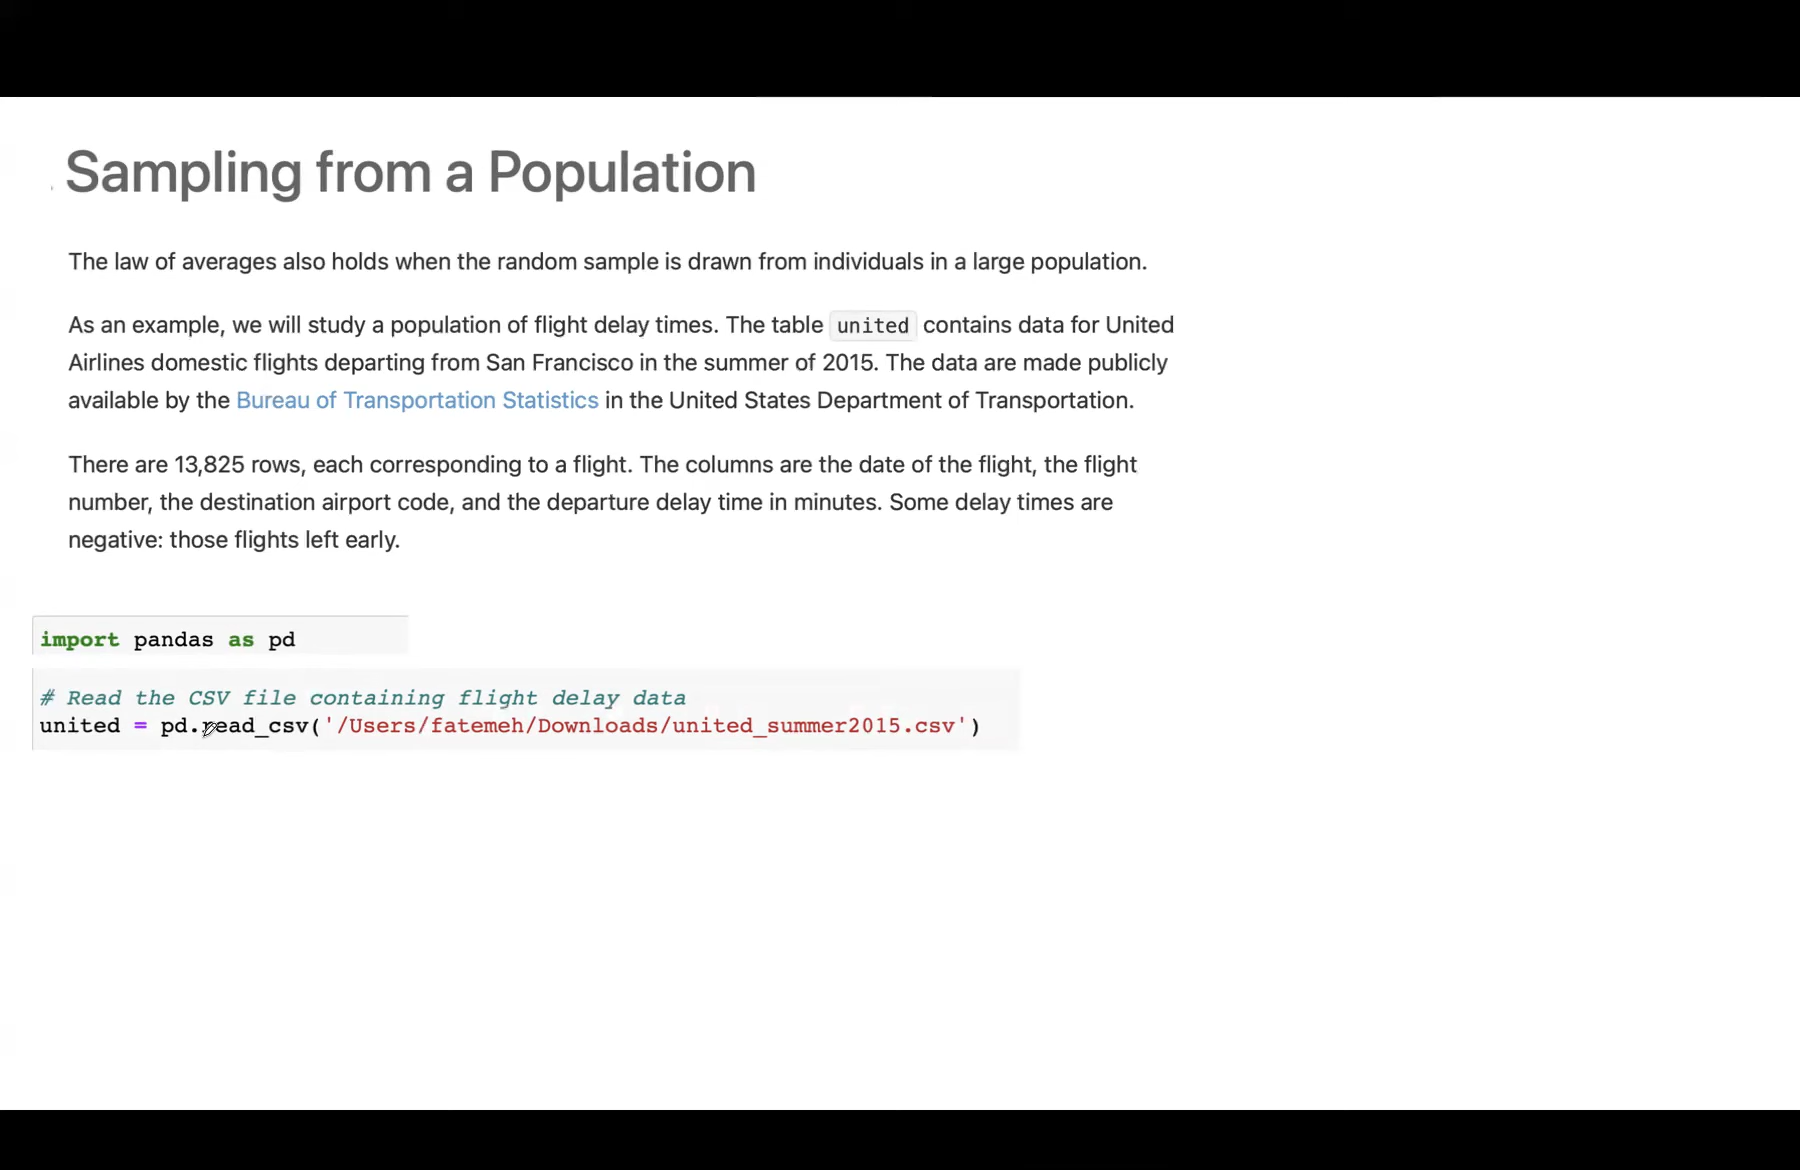 Sampling from a Population
The law of averages also holds when the random sample is drawn from individuals in a large population.
As an example, we will study a population of flight delay times. The table united contains data for United
Airlines domestic flights departing from San Francisco in the summer of 2015. The data are made publicly
available by the Bureau of Transportation Statistics in the United States Department of Transportation.
There are 13,825 rows, each corresponding to a flight. The columns are the date of the flight, the flight
number, the destination airport code, and the departure delay time in minutes. Some delay times are
negative: those flights left early.
import pandas as pd
# Read the CSV file containing flight delay data
united = pd.read_csv('/Users/fatemeh/Downloads/united_summer2015.csv')